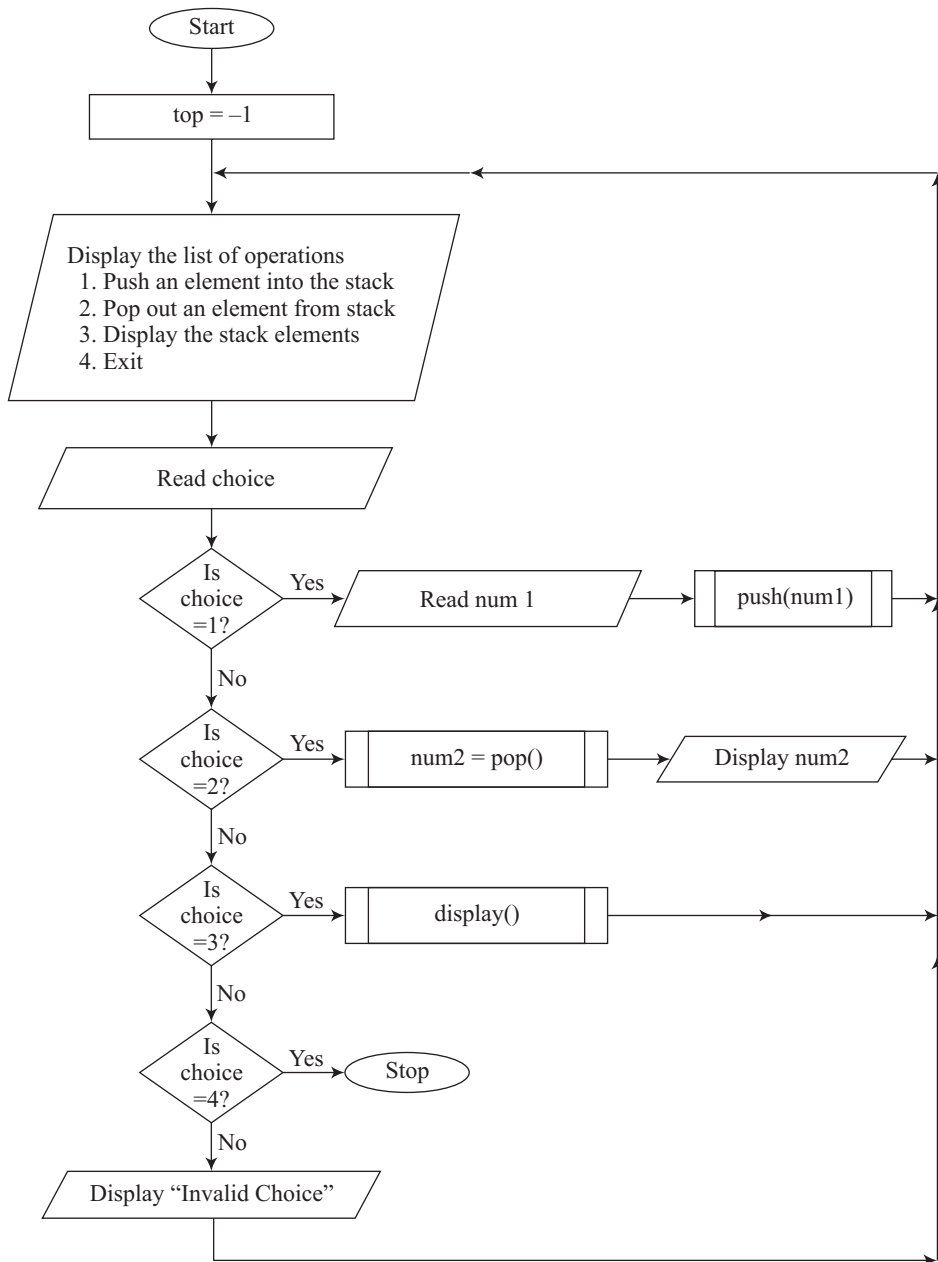 Start
top = –1
Display the list of operations
1. Push an element into the stack
2. Pop out an element from stack
3. Display the stack elements
4. Exit
Read choice
Is
choice
=1?
Yes
Read num 1
push(num1)
No
Is
choice
=2?
Yes
num2 = pop()
Display num2
No
Is
choice
=3?
Yes
display()
No
Is
choice
=4?
Yes
Stop
No
Display “Invalid Choice”